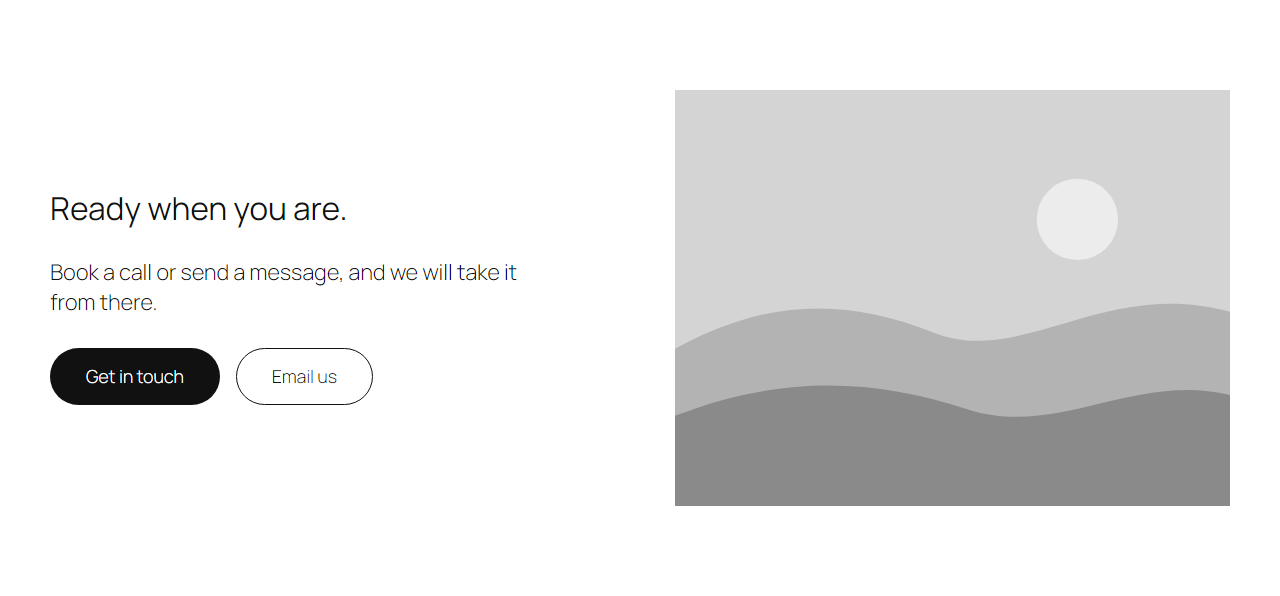 Ready when you are.
Book a call or send a message, and we will take it
from there.
Get in touch
Email us